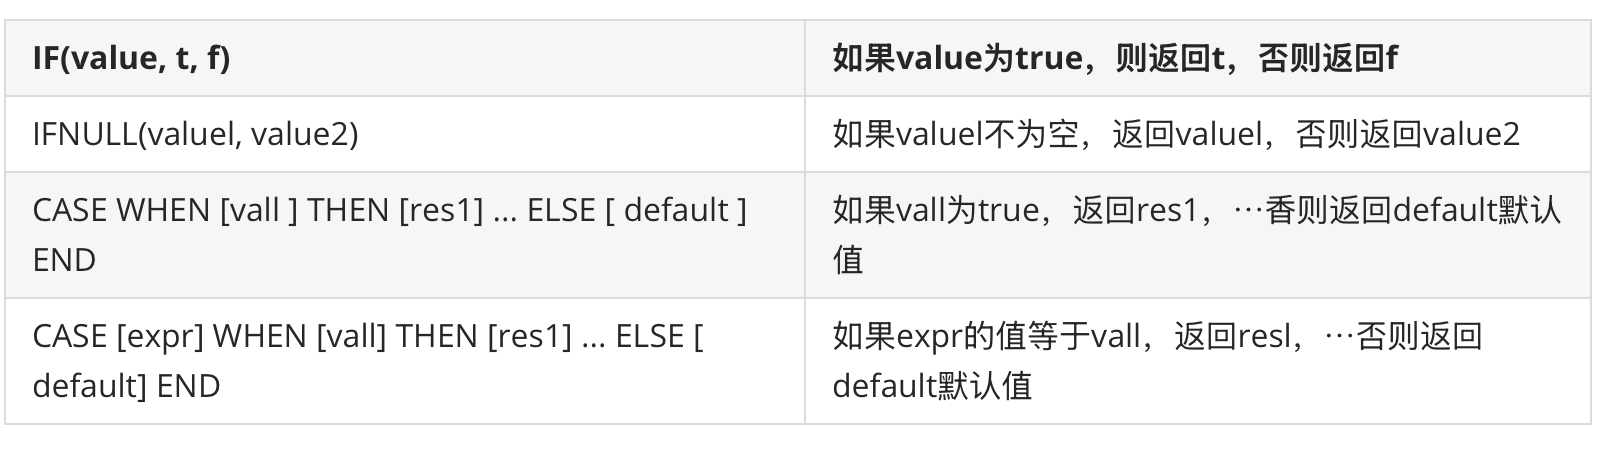 IF(value, t, f)
如果value为true，则返回t，否则返回f
IFNULL(valuel, value2)
如果valuel不为空，返回valuel，否则返回value2
CASE WHEN [vall ] THEN [res1] ... ELSE [ default ]
END
如果vall为true，返回res1，…香则返回default默认
值
CASE [expr] WHEN [vall] THEN [res1] ... ELSE [
default] END
如果expr的值等于vall，返回resl，…否则返回
default默认值